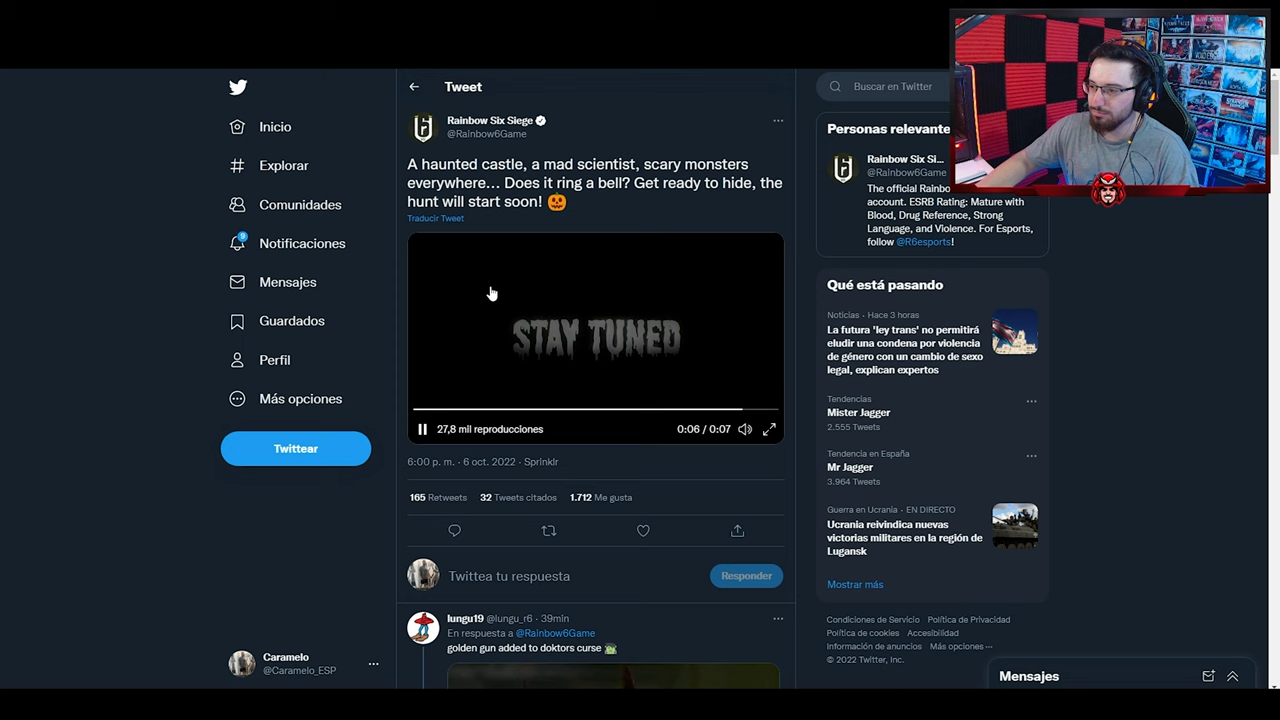 Tweet
Buscar en Twitter
Inicio
Explorar
Comunidades
9
Notificaciones
Mensajes
Guardados
Perfil
Más opciones
Twittear
Caramelo
@Caramelo_ESP
Rainbow Six Siege
@Rainbow6Game
A haunted castle, a mad scientist, scary monsters
everywhere… Does it ring a bell? Get ready to hide, the
hunt will start soon! 🎃
Traducir Tweet
STAY TUNED
27,8 mil reproducciones
0:06 / 0:07
6:00 p. m. · 6 oct. 2022 · Sprinklr
165 Retweets 32 Tweets citados 1.712 Me gusta
Twittea tu respuesta
Responder
lungu19 @lungu_r6 · 39min
En respuesta a @Rainbow6Game
golden gun added to doktors curse
Personas relevante
Rainbow Six Si...
@Rainbow6Game
The official Rainbo
account. ESRB Rating: Mature with
Blood, Drug Reference, Strong
Language, and Violence. For Esports,
follow @R6esports!
Qué está pasando
Noticias · Hace 3 horas
La futura 'ley trans' no permitirá
eludir una condena por violencia
de género con un cambio de sexo
legal, explican expertos
Tendencias
Mister Jagger
2.555 Tweets
Tendencia en España
Mr Jagger
3.964 Tweets
Guerra en Ucrania · EN DIRECTO
Ucrania reivindica nuevas
victorias militares en la región de
Lugansk
Mostrar más
Condiciones de Servicio Política de Privacidad
Política de cookies Accesibilidad
Información de anuncios Más opciones ···
© 2022 Twitter, Inc.
Mensajes